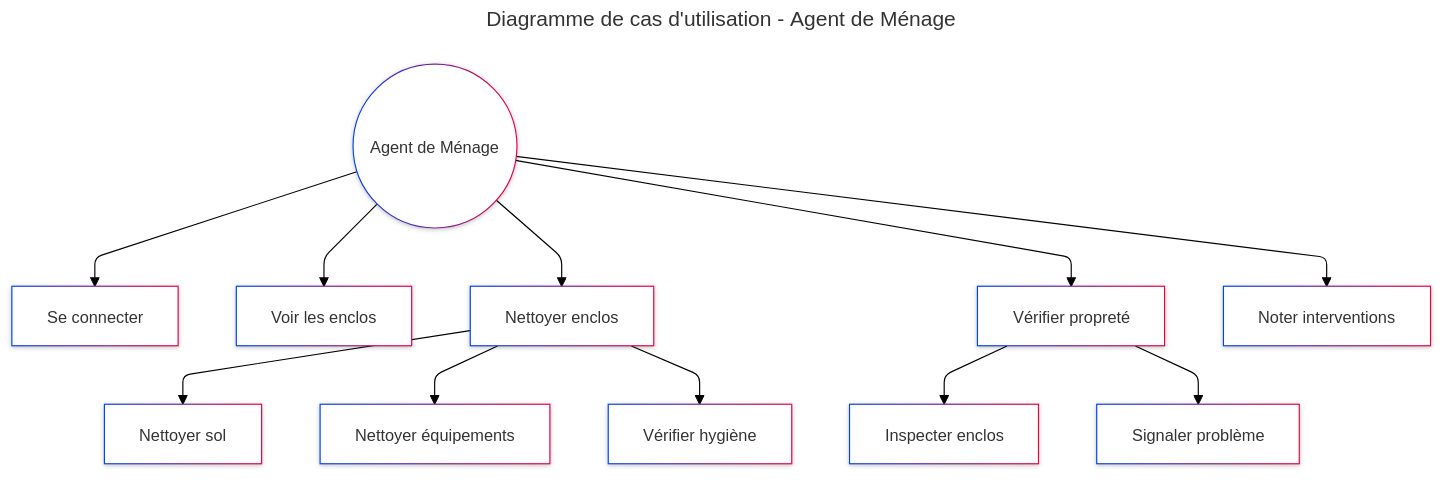 Diagramme de cas d'utilisation - Agent de Ménage
Agent de Ménage
Se connecter
Voir les enclos
Nettoyer enclos
Vérifier propreté
Noter interventions
Nettoyer sol
Nettoyer équipements
Vérifier hygiène
Inspecter enclos
Signaler problème